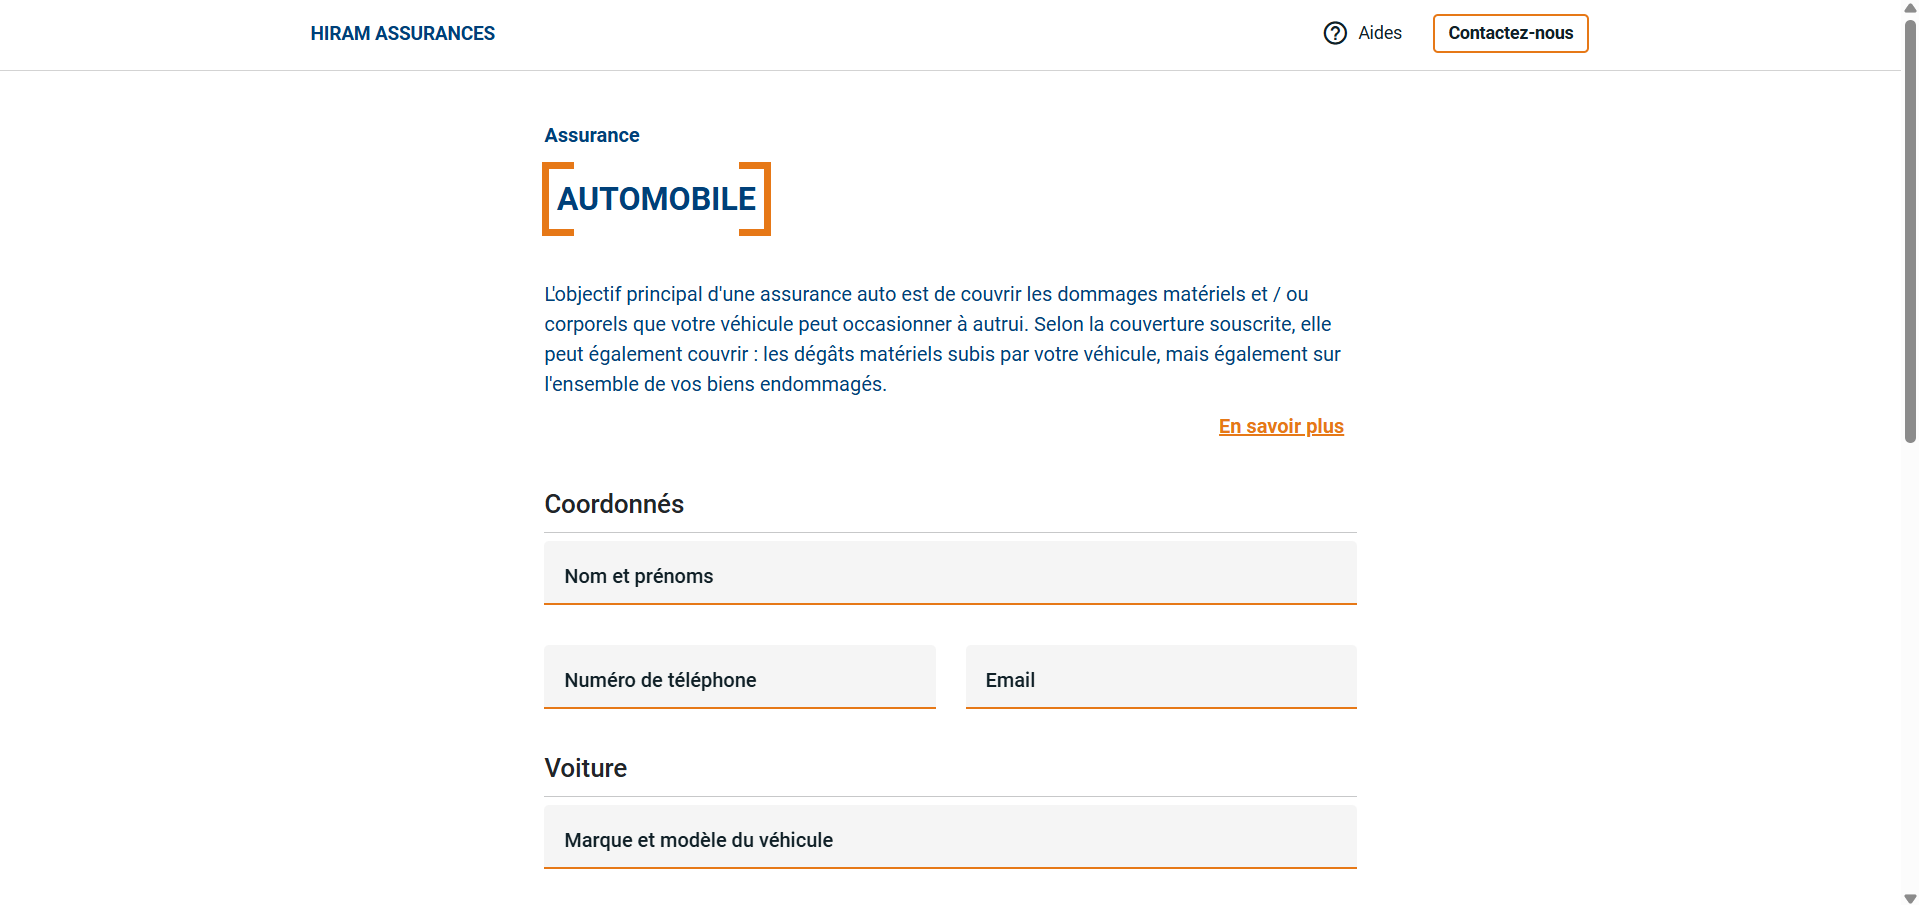 HIRAM ASSURANCES
Aides
Contactez-nous
Assurance
AUTOMOBILE
L'objectif principal d'une assurance auto est de couvrir les dommages matériels et / ou
corporels que votre véhicule peut occasionner à autrui. Selon la couverture souscrite, elle
peut également couvrir : les dégâts matériels subis par votre véhicule, mais également sur
l'ensemble de vos biens endommagés.
En savoir plus
Coordonnés
Nom et prénoms
Numéro de téléphone
Email
Voiture
Marque et modèle du véhicule